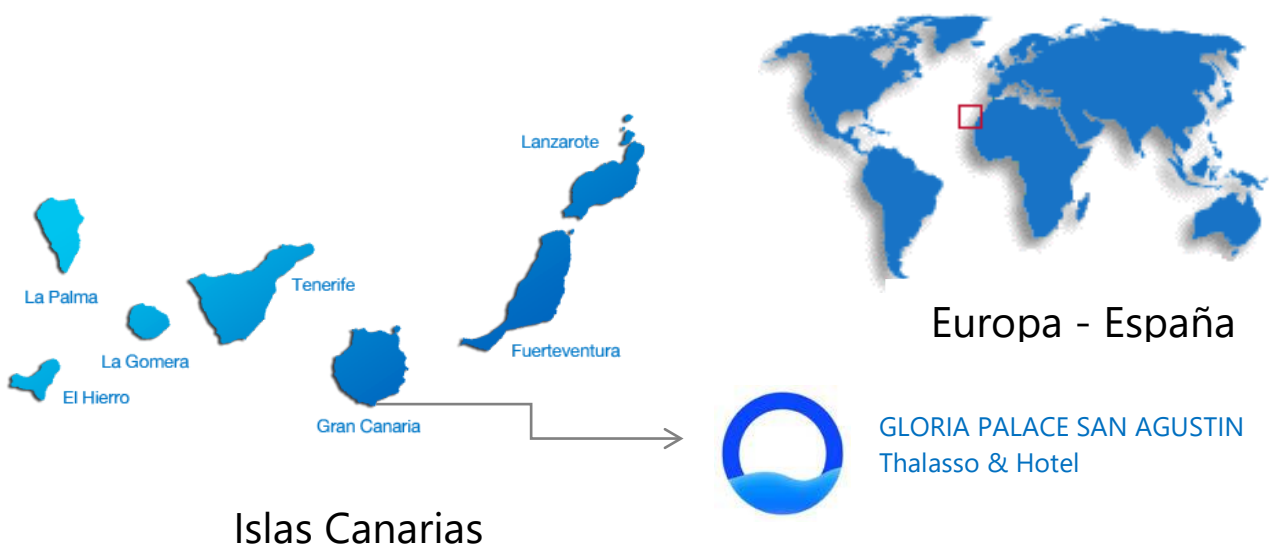 Lanzarote
La Palma
Tenerife
La Gomera
Fuerteventura
El Hierro
Gran Canaria
Islas Canarias
Europa - España
GLORIA PALACE SAN AGUSTIN
Thalasso & Hotel